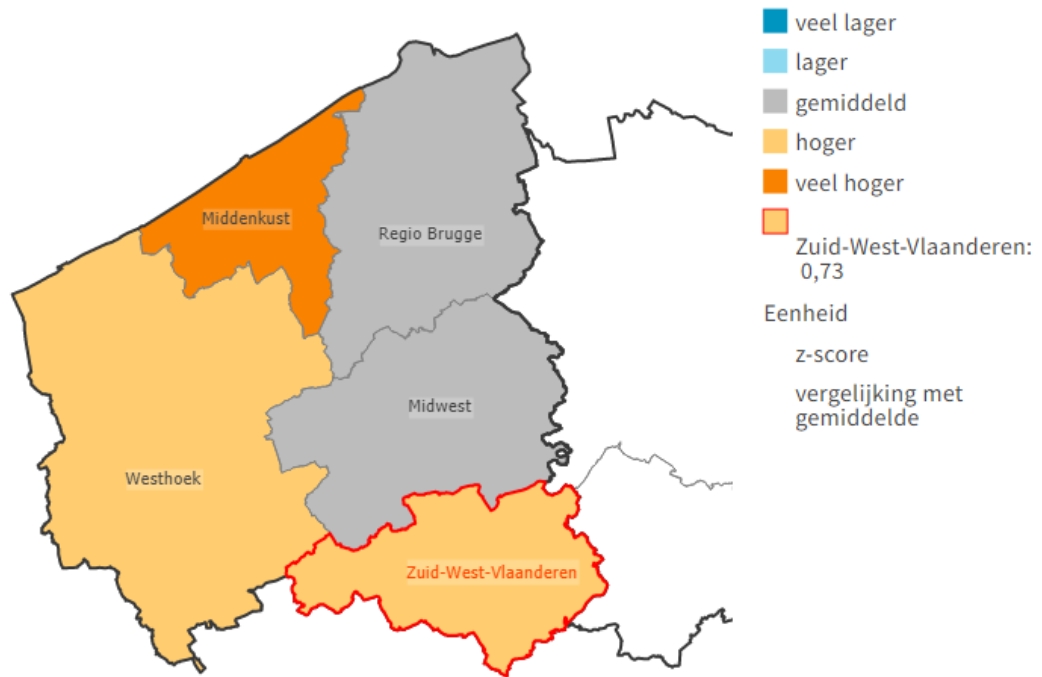 veel lager
lager
gemiddeld
hoger
veel hoger
Zuid-West-Vlaanderen:
0,73
Eenheid
z-score
vergelijking met
gemiddelde
Middenkust
Regio Brugge
Midwest
Westhoek
Zuid-West-Vlaanderen